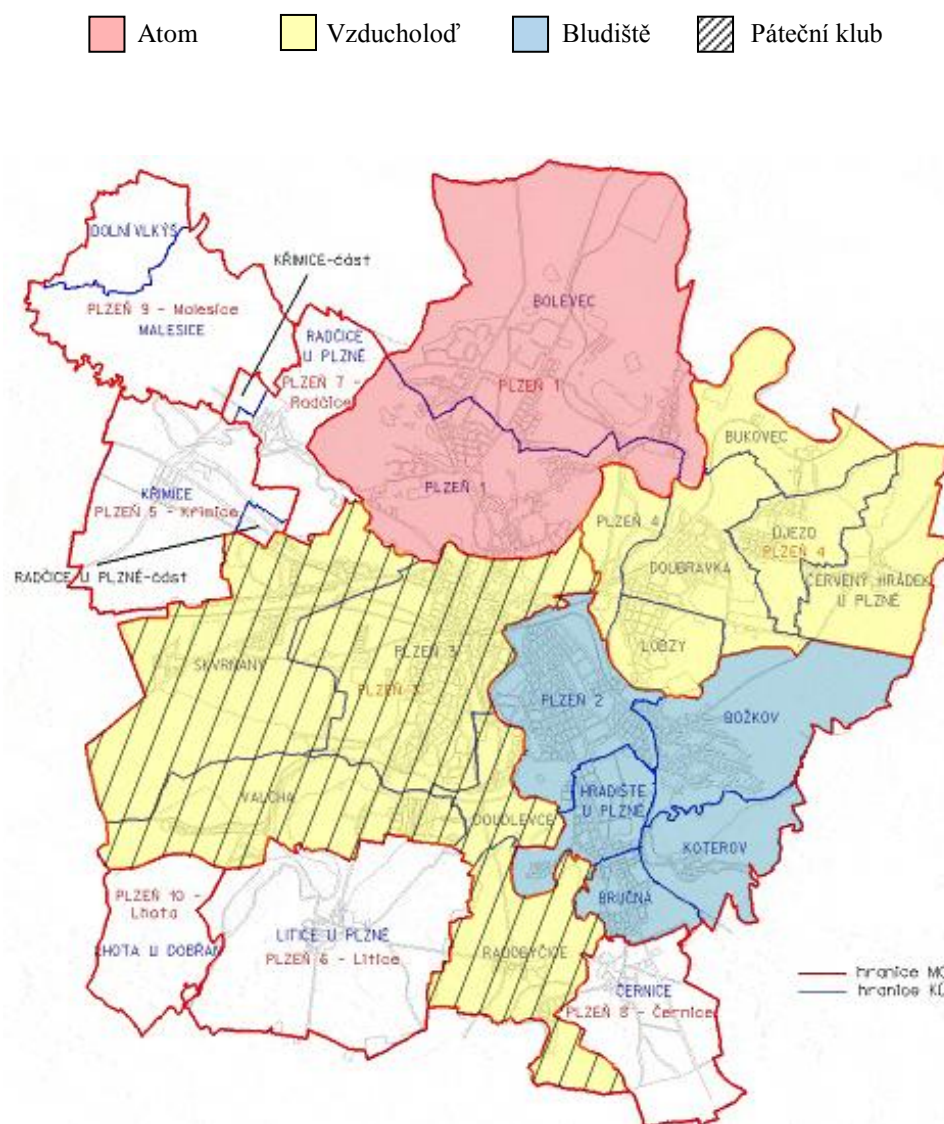 Atom Vzducholoď Bludiště Páteční klub
DOLNÍ VLKÝŠ
KŘIMICE-část
PLZEŇ 9 - Malesice
MALESICE
BOLEVEC
RADČICE
U PLZNĚ
PLZEŇ 7 -
Radčice
PLZEŇ 1
BUKOVEC
PLZEŇ 1
KŘIMICE
PLZEŇ 5 - Křimice
PLZEŇ 4
ÚJEZD
PLZEŇ 4
DOUBRAVKA
ČERVENÝ HRÁDEK
U PLZNĚ
RADČICE U PLZNĚ-část
LOBZY
PLZEŇ 3
SKVRŇANY
PLZEŇ 3
PLZEŇ 2
BOŽKOV
HRADIŠTĚ
U PLZNĚ
VALCHA
DOUDLEVCE
KOTEROV
BRUČNÁ
PLZEŇ 10 -
Lhota
LHOTA U DOBŘAN
LITICE U PLZNĚ
PLZEŇ 6 - Litice
RADOBYČICE
ČERNICE
PLZEŇ 8 - Černice
hranice
hranice